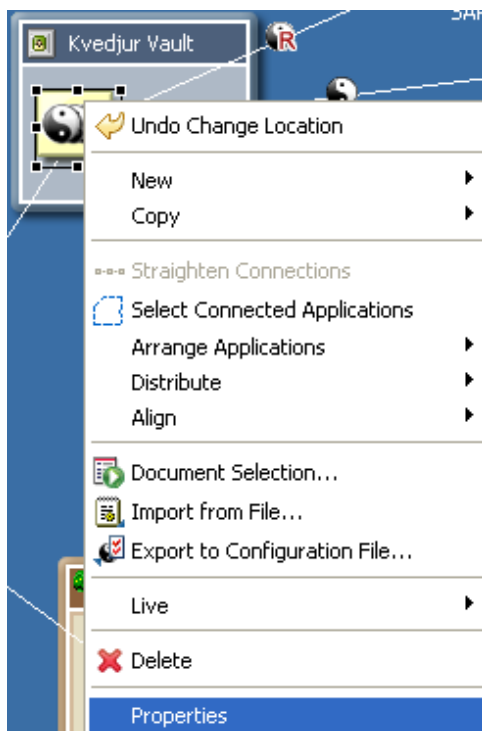 SAP
Kvedjur Vault
R
Undo Change Location
New
Copy
Straighten Connections
Select Connected Applications
Arrange Applications
Distribute
Align
Document Selection...
Import from File...
Export to Configuration File...
Live
Delete
Properties